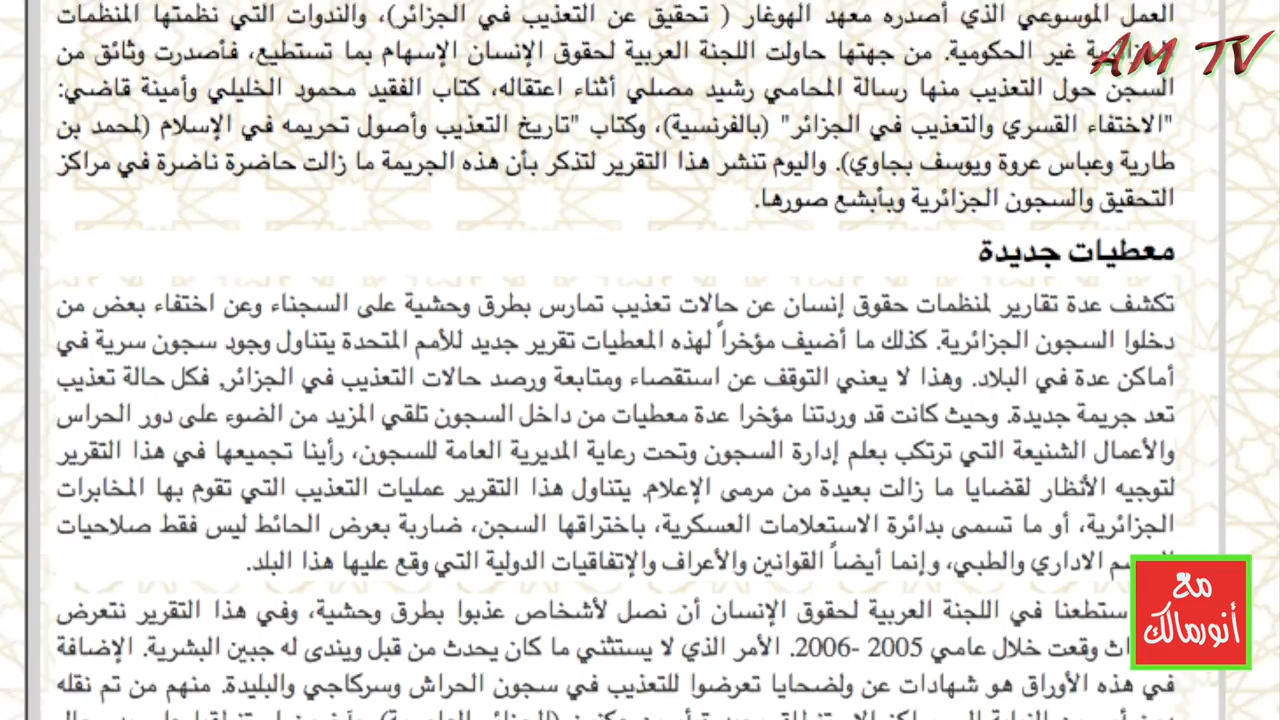 العمل الموسوعي الذي أصدره معهد الهوغار ( تحقيق عن التعذيب في الجزائر)، والندوات التي نظمتها المنظمات
غير الحكومية. من جهتها حاولت اللجنة العربية لحقوق الإنسان الإسهام بما تستطيع، فأصدرت وثائق من
السجن حول التعذيب منها رسالة المحامي رشيد مصلي أثناء اعتقاله، كتاب الفقيد محمود الخليلي وأمينة قاضي:
"الاختفاء القسري والتعذيب في الجزائر" (بالفرنسية)، وكتاب "تاريخ التعذيب وأصول تحريمه في الإسلام (لمحمد بن
طارية وعباس عروة ويوسف بجاوي). واليوم تنشر هذا التقرير لتذكر بأن هذه الجريمة ما زالت حاضرة ناضرة في مراكز
التحقيق والسجون الجزائرية وبأبشع صورها.
معطيات جديدة
تكشف عدة تقارير لمنظمات حقوق إنسان عن حالات تعذيب تمارس بطرق وحشية على السجناء وعن اختفاء بعض من
دخلوا السجون الجزائرية. كذلك ما أضيف مؤخراً لهذه المعطيات تقرير جديد للأمم المتحدة يتناول وجود سجون سرية في
أماكن عدة في البلاد. وهذا لا يعني التوقف عن استقصاء ومتابعة ورصد حالات التعذيب في الجزائر. فكل حالة تعذيب
تعد جريمة جديدة. وحيث كانت قد وردتنا مؤخرا عدة معطيات من داخل السجون تلقي المزيد من الضوء على دور الحراس
والأعمال الشنيعة التي ترتكب بعلم إدارة السجون وتحت رعاية المديرية العامة للسجون، رأينا تجميعها في هذا التقرير
لتوجيه الأنظار لقضايا ما زالت بعيدة من مرمى الإعلام. يتناول هذا التقرير عمليات التعذيب التي تقوم بها المخابرات
الجزائرية، أو ما تسمى بدائرة الاستعلامات العسكرية، باختراقها السجن، ضاربة بعرض الحائط ليس فقط صلاحيات
الاداري والطبي، وإنما أيضاً القوانين والأعراف والإتفاقيات الدولية التي وقع عليها هذا البلد.
ستطعنا في اللجنة العربية لحقوق الإنسان أن نصل لأشخاص عذبوا بطرق وحشية، وفي هذا التقرير نتعرض
وقعت خلال عامي 2005 -2006. الأمر الذي لا يستثني ما كان يحدث من قبل ويندى له جبين البشرية. الإضافة
في هذه الأوراق هو شهادات عن ولضحايا تعرضوا للتعذيب في سجون الحراش وسركاجي والبليدة. منهم من تم نقله
AM TV
مع
أنورمالك